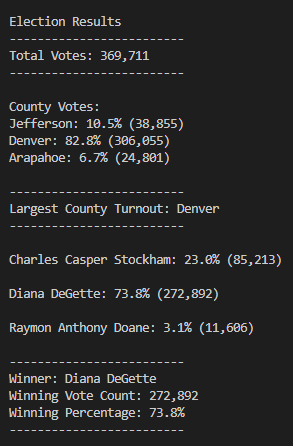 Election Results
-------------------------
Total Votes: 369,711
-------------------------
County Votes:
Jefferson: 10.5% (38,855)
Denver: 82.8% (306,055)
Arapahoe: 6.7% (24,801)
-------------------------
Largest County Turnout: Denver
-------------------------
Charles Casper Stockham: 23.0% (85,213)
Diana DeGette: 73.8% (272,892)
Raymon Anthony Doane: 3.1% (11,606)
-------------------------
Winner: Diana DeGette
Winning Vote Count: 272,892
Winning Percentage: 73.8%
-------------------------